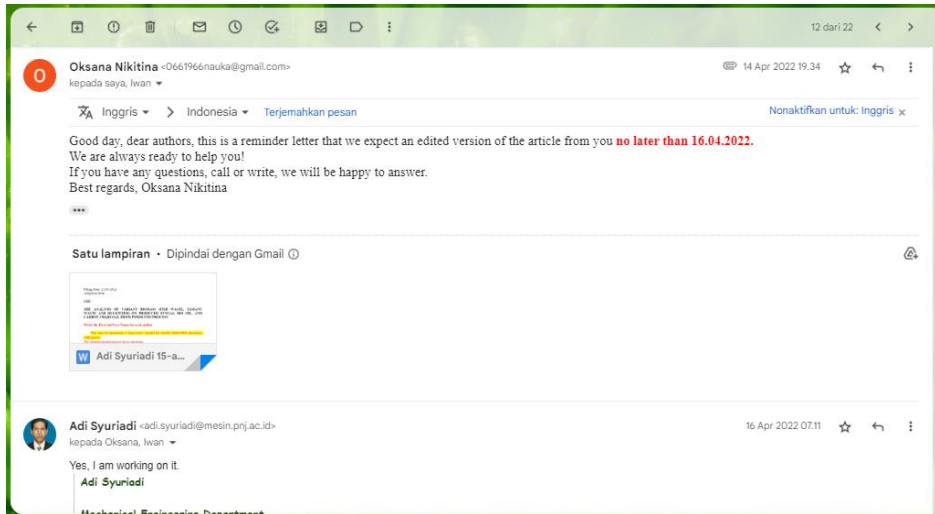 12 dari 22
O
Oksana Nikitina <0661966nauka@gmail.com>
14 Apr 2022 19.34
kepada saya, Iwan
Inggris > Indonesia Terjemahkan pesan
Nonaktifkan untuk: Inggris x
Good day, dear authors, this is a reminder letter that we expect an edited version of the article from you no later than 16.04.2022.
We are always ready to help you!
If you have any questions, call or write, we will be happy to answer.
Best regards, Oksana Nikitina
Satu lampiran • Dipindai dengan Gmail
W Adi Syuriadi 15-a...
Adi Syuriadi <adi.syuriadi@mesin.pnj.ac.id>
16 Apr 2022 07.11
kepada Oksana, Iwan
Yes, I am working on it.
Adi Syuriadi
Mechanical Engineering Department